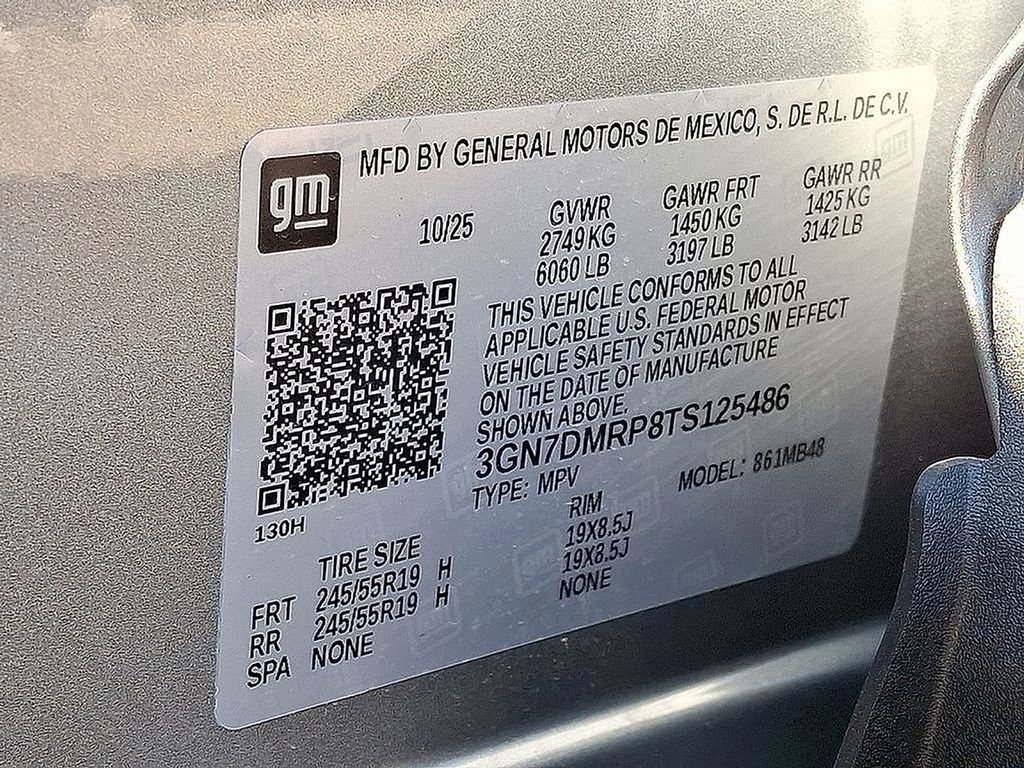 gm
MFD BY GENERAL MOTORS DE MEXICO, S. DE R.L. DE C.V.
10/25 GVWR GAWR FRT GAWR RR
2749 KG 1450 KG 1425 KG
6060 LB 3197 LB 3142 LB
THIS VEHICLE CONFORMS TO ALL
APPLICABLE U.S. FEDERAL MOTOR
VEHICLE SAFETY STANDARDS IN EFFECT
ON THE DATE OF MANUFACTURE
SHOWN ABOVE.
3GN7DMRP8TS125486
TYPE: MPV MODEL: 861MB48
130H
TIRE SIZE RIM
FRT 245/55R19 H 19X8.5J
RR 245/55R19 H 19X8.5J
SPA NONE NONE